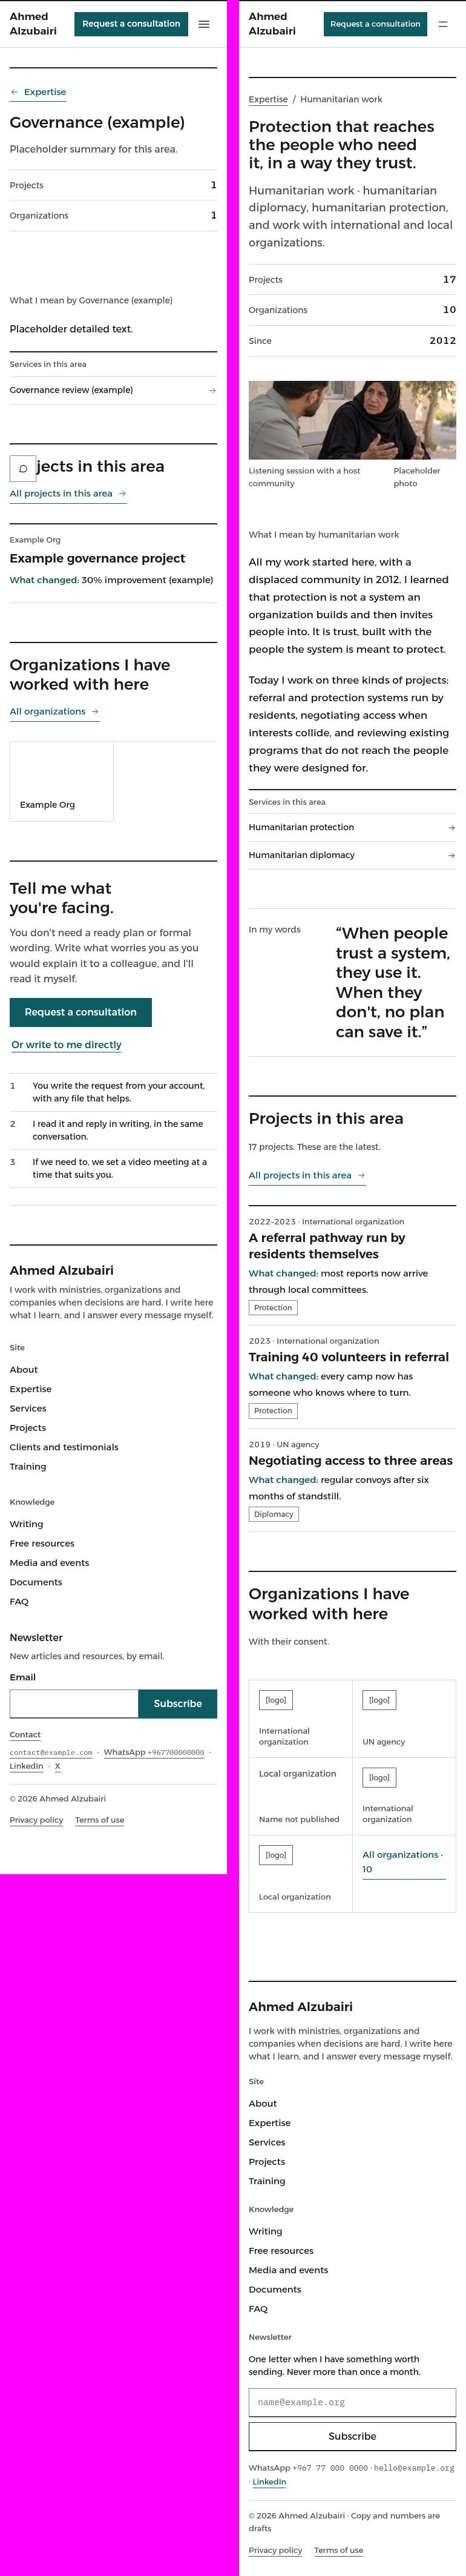 Ahmed
Alzubairi
Request a consultation
← Expertise
Governance (example)
Placeholder summary for this area.
Projects 1
Organizations 1
What I mean by Governance (example)
Placeholder detailed text.
Services in this area
Governance review (example) →
jects in this area
All projects in this area →
Example Org
Example governance project
What changed: 30% improvement (example)
Organizations I have
worked with here
All organizations →
Example Org
Tell me what
you're facing.
You don't need a ready plan or formal
wording. Write what worries you as you
would explain it to a colleague, and I'll
read it myself.
Request a consultation
Or write to me directly
1 You write the request from your account,
with any file that helps.
2 I read it and reply in writing, in the same
conversation.
3 If we need to, we set a video meeting at a
time that suits you.
Ahmed Alzubairi
I work with ministries, organizations and
companies when decisions are hard. I write here
what I learn, and I answer every message myself.
Site
About
Expertise
Services
Projects
Clients and testimonials
Training
Knowledge
Writing
Free resources
Media and events
Documents
FAQ
Newsletter
New articles and resources, by email.
Email
Subscribe
Contact
contact@example.com · WhatsApp +967700000000 ·
LinkedIn · X
© 2026 Ahmed Alzubairi
Privacy policy Terms of use
Ahmed
Alzubairi
Request a consultation
Expertise / Humanitarian work
Protection that reaches
the people who need
it, in a way they trust.
Humanitarian work · humanitarian
diplomacy, humanitarian protection,
and work with international and local
organizations.
Projects 17
Organizations 10
Since 2012
Listening session with a host
community
Placeholder
photo
What I mean by humanitarian work
All my work started here, with a
displaced community in 2012. I learned
that protection is not a system an
organization builds and then invites
people into. It is trust, built with the
people the system is meant to protect.
Today I work on three kinds of projects:
referral and protection systems run by
residents, negotiating access when
interests collide, and reviewing existing
programs that do not reach the people
they were designed for.
Services in this area
Humanitarian protection →
Humanitarian diplomacy →
In my words
“When people
trust a system,
they use it.
When they
don't, no plan
can save it.”
Projects in this area
17 projects. These are the latest.
All projects in this area →
2022–2023 · International organization
A referral pathway run by
residents themselves
What changed: most reports now arrive
through local committees.
Protection
2023 · International organization
Training 40 volunteers in referral
What changed: every camp now has
someone who knows where to turn.
Protection
2019 · UN agency
Negotiating access to three areas
What changed: regular convoys after six
months of standstill.
Diplomacy
Organizations I have
worked with here
With their consent.
[logo]
International
organization
[logo]
UN agency
Local organization
Name not published
[logo]
International
organization
[logo]
Local organization
All organizations ·
10
Ahmed Alzubairi
I work with ministries, organizations and
companies when decisions are hard. I write here
what I learn, and I answer every message myself.
Site
About
Expertise
Services
Projects
Training
Knowledge
Writing
Free resources
Media and events
Documents
FAQ
Newsletter
One letter when I have something worth
sending. Never more than once a month.
name@example.org
Subscribe
WhatsApp +967 77 000 0000 · hello@example.org
· LinkedIn
© 2026 Ahmed Alzubairi · Copy and numbers are
drafts
Privacy policy Terms of use